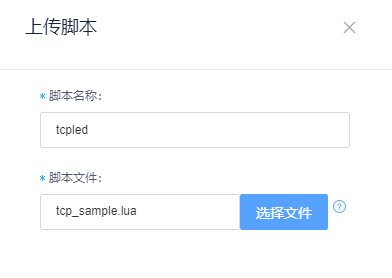 上传脚本
* 脚本名称:
tcpled
* 脚本文件:
tcp_sample.lua
选择文件